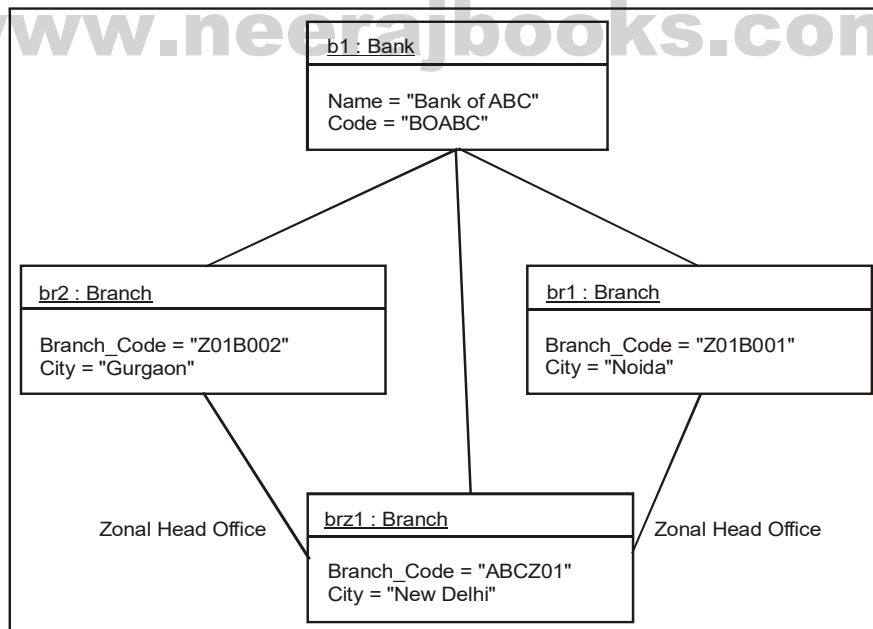 www.neerajbooks.com
b1 : Bank
Name = "Bank of ABC"
Code = "BOABC"
br2 : Branch
Branch_Code = "Z01B002"
City = "Gurgaon"
br1 : Branch
Branch_Code = "Z01B001"
City = "Noida"
Zonal Head Office
brz1 : Branch
Branch_Code = "ABCZ01"
City = "New Delhi"
Zonal Head Office